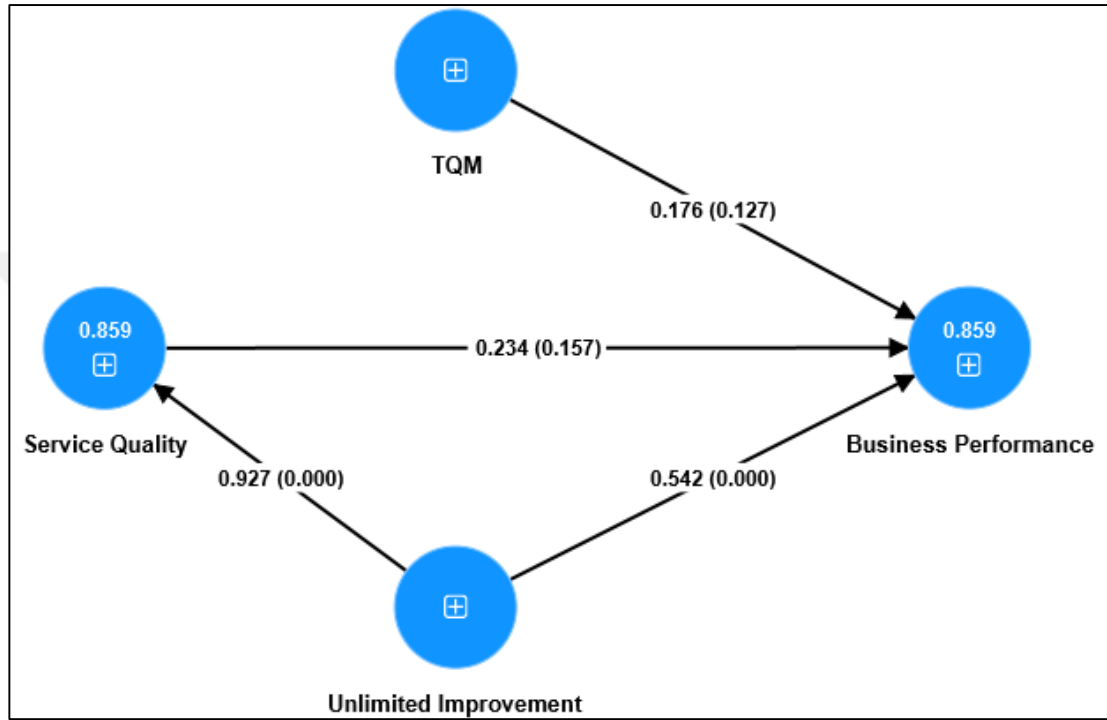 TQM
0.176 (0.127)
0.859
0.234 (0.157)
0.859
Service Quality
Business Performance
0.927 (0.000)
0.542 (0.000)
Unlimited Improvement